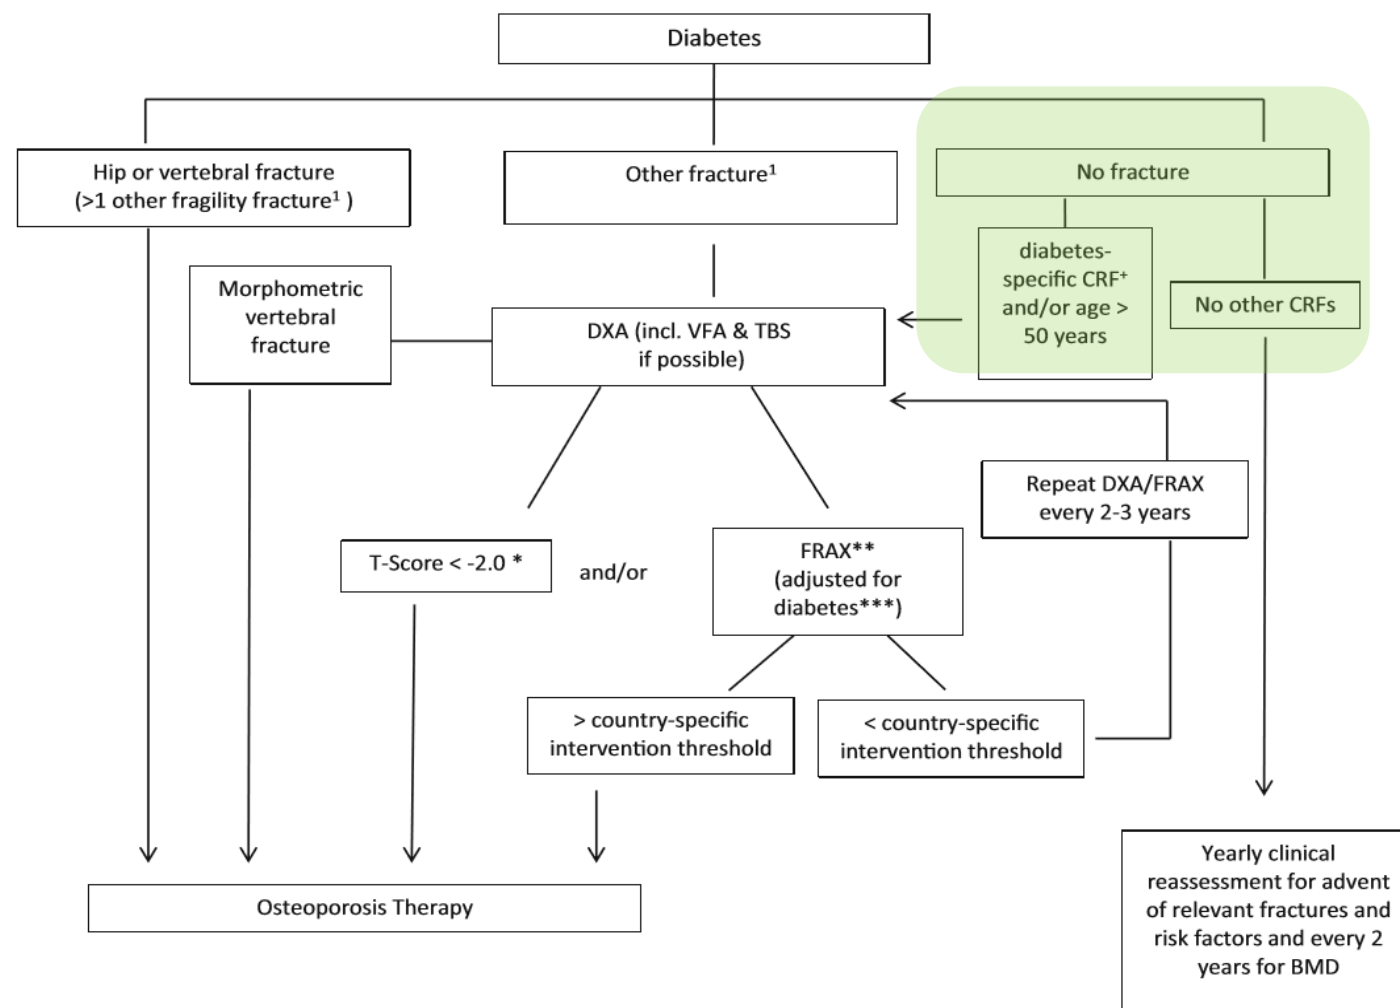 Diabetes
Hip or vertebral fracture
(>1 other fragility fracture¹ )
Other fracture¹
No fracture
diabetes-
specific CRF⁺
and/or age >
50 years
No other CRFs
Morphometric
vertebral
fracture
DXA (incl. VFA & TBS
if possible)
Repeat DXA/FRAX
every 2-3 years
T-Score < -2.0 *
and/or
FRAX**
(adjusted for
diabetes***)
> country-specific
intervention threshold
< country-specific
intervention threshold
Osteoporosis Therapy
Yearly clinical
reassessment for advent
of relevant fractures and
risk factors and every 2
years for BMD